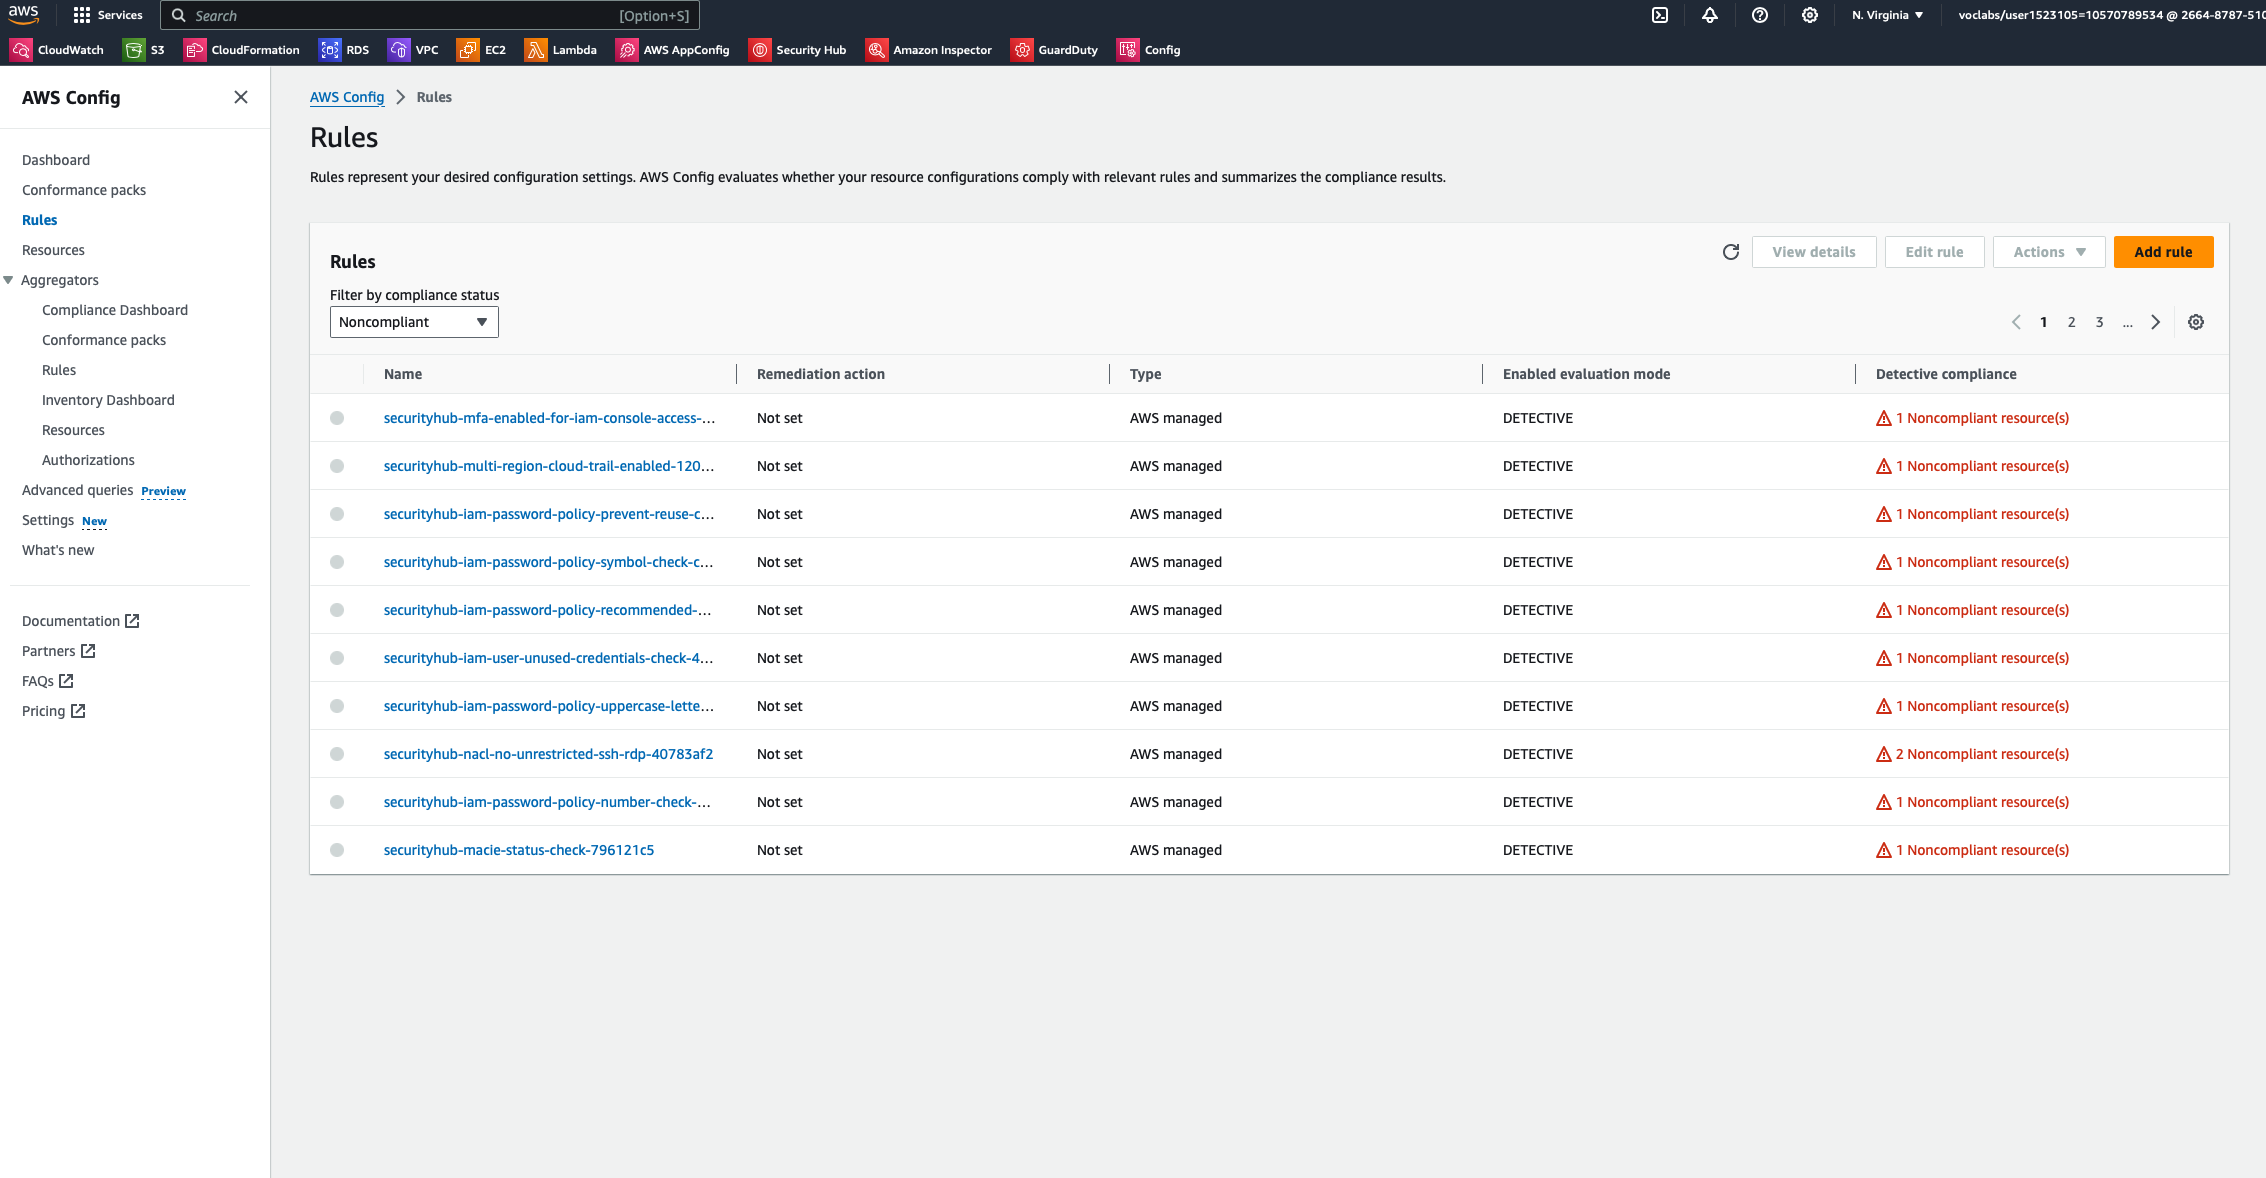 aws Services Search [Option+S] N. Virginia voclabs/user1523105=10570789534 @ 2664-8787-510
CloudWatch S3 CloudFormation RDS VPC EC2 Lambda AWS AppConfig Security Hub Amazon Inspector GuardDuty Config
AWS Config
Dashboard
Conformance packs
Rules
Resources
Aggregators
Compliance Dashboard
Conformance packs
Rules
Inventory Dashboard
Resources
Authorizations
Advanced queries Preview
Settings New
What's new
Documentation
Partners
FAQs
Pricing
AWS Config > Rules
Rules
Rules represent your desired configuration settings. AWS Config evaluates whether your resource configurations comply with relevant rules and summarizes the compliance results.
Rules
View details Edit rule Actions Add rule
Filter by compliance status
Noncompliant
1 2 3 ...
Name Remediation action Type Enabled evaluation mode Detective compliance
securityhub-mfa-enabled-for-iam-console-access-... Not set AWS managed DETECTIVE 1 Noncompliant resource(s)
securityhub-multi-region-cloud-trail-enabled-120... Not set AWS managed DETECTIVE 1 Noncompliant resource(s)
securityhub-iam-password-policy-prevent-reuse-c... Not set AWS managed DETECTIVE 1 Noncompliant resource(s)
securityhub-iam-password-policy-symbol-check-c... Not set AWS managed DETECTIVE 1 Noncompliant resource(s)
securityhub-iam-password-policy-recommended-... Not set AWS managed DETECTIVE 1 Noncompliant resource(s)
securityhub-iam-user-unused-credentials-check-4... Not set AWS managed DETECTIVE 1 Noncompliant resource(s)
securityhub-iam-password-policy-uppercase-lette... Not set AWS managed DETECTIVE 1 Noncompliant resource(s)
securityhub-nacl-no-unrestricted-ssh-rdp-40783af2 Not set AWS managed DETECTIVE 2 Noncompliant resource(s)
securityhub-iam-password-policy-number-check-... Not set AWS managed DETECTIVE 1 Noncompliant resource(s)
securityhub-macie-status-check-796121c5 Not set AWS managed DETECTIVE 1 Noncompliant resource(s)